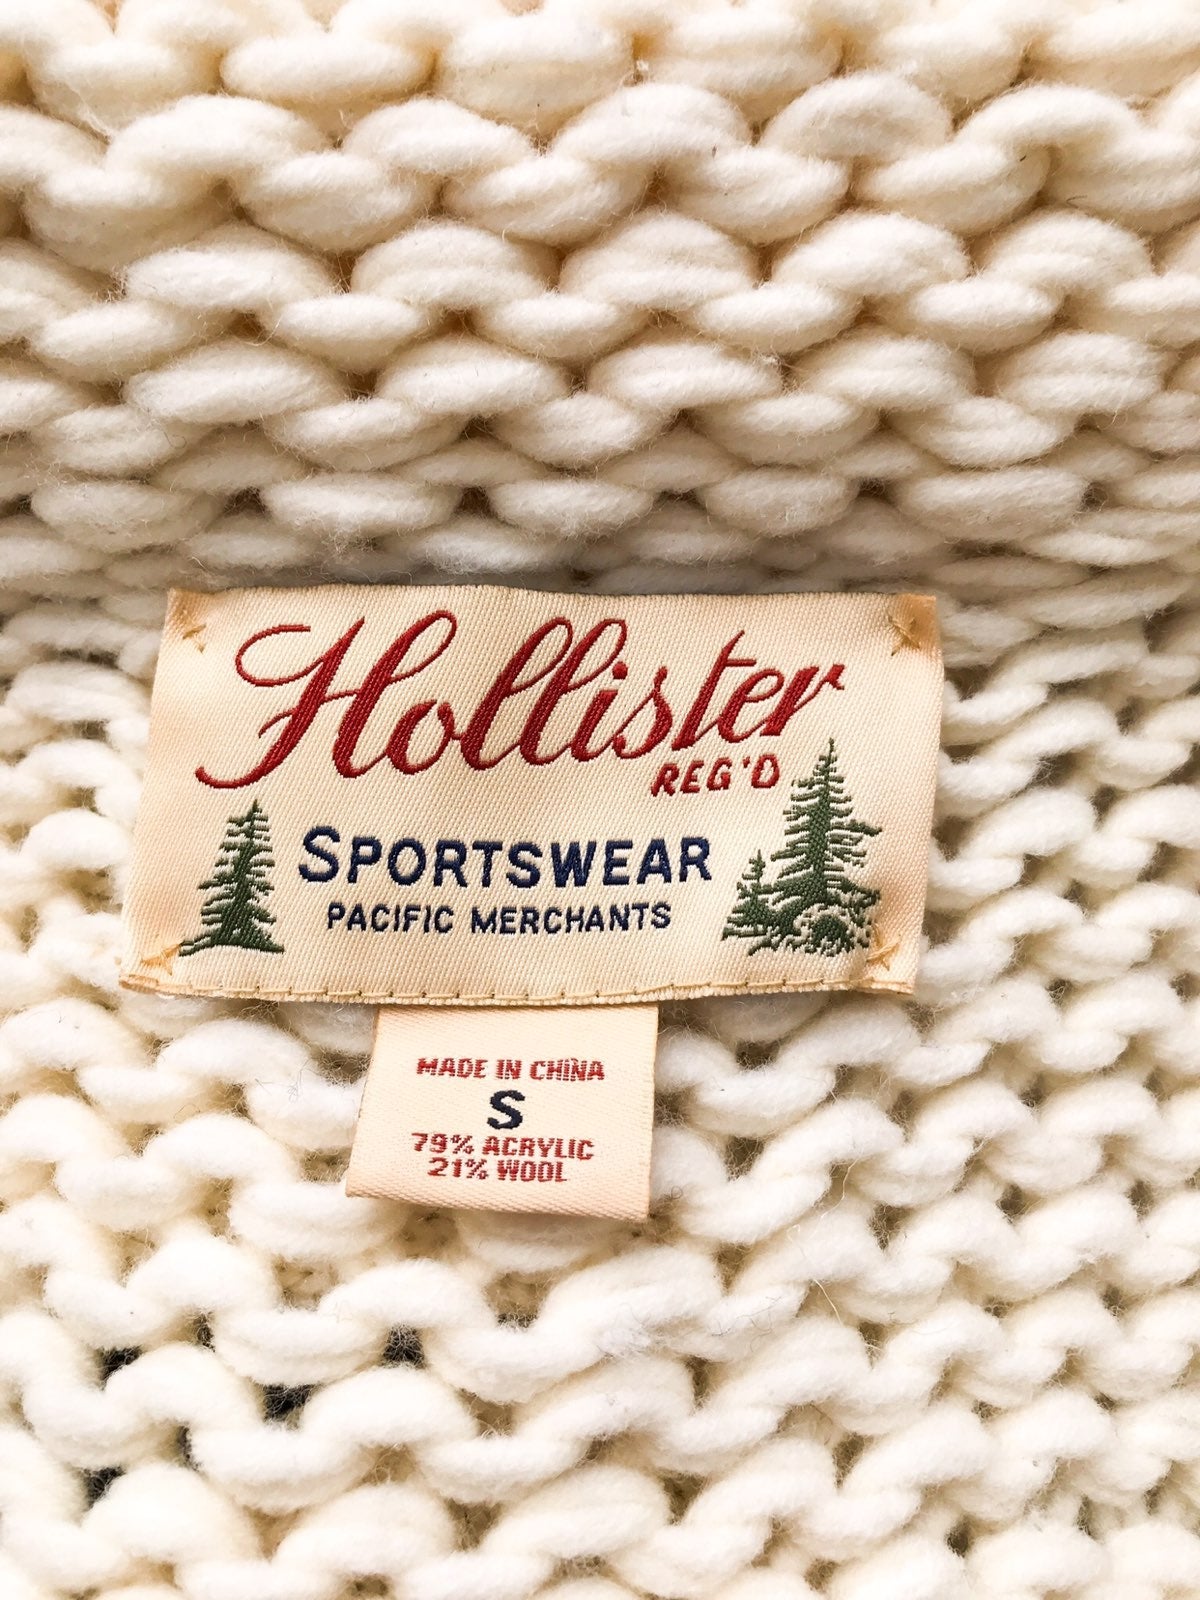 Hollister
REG'D
SPORTSWEAR
PACIFIC MERCHANTS
MADE IN CHINA
S
79% ACRYLIC
21% WOOL